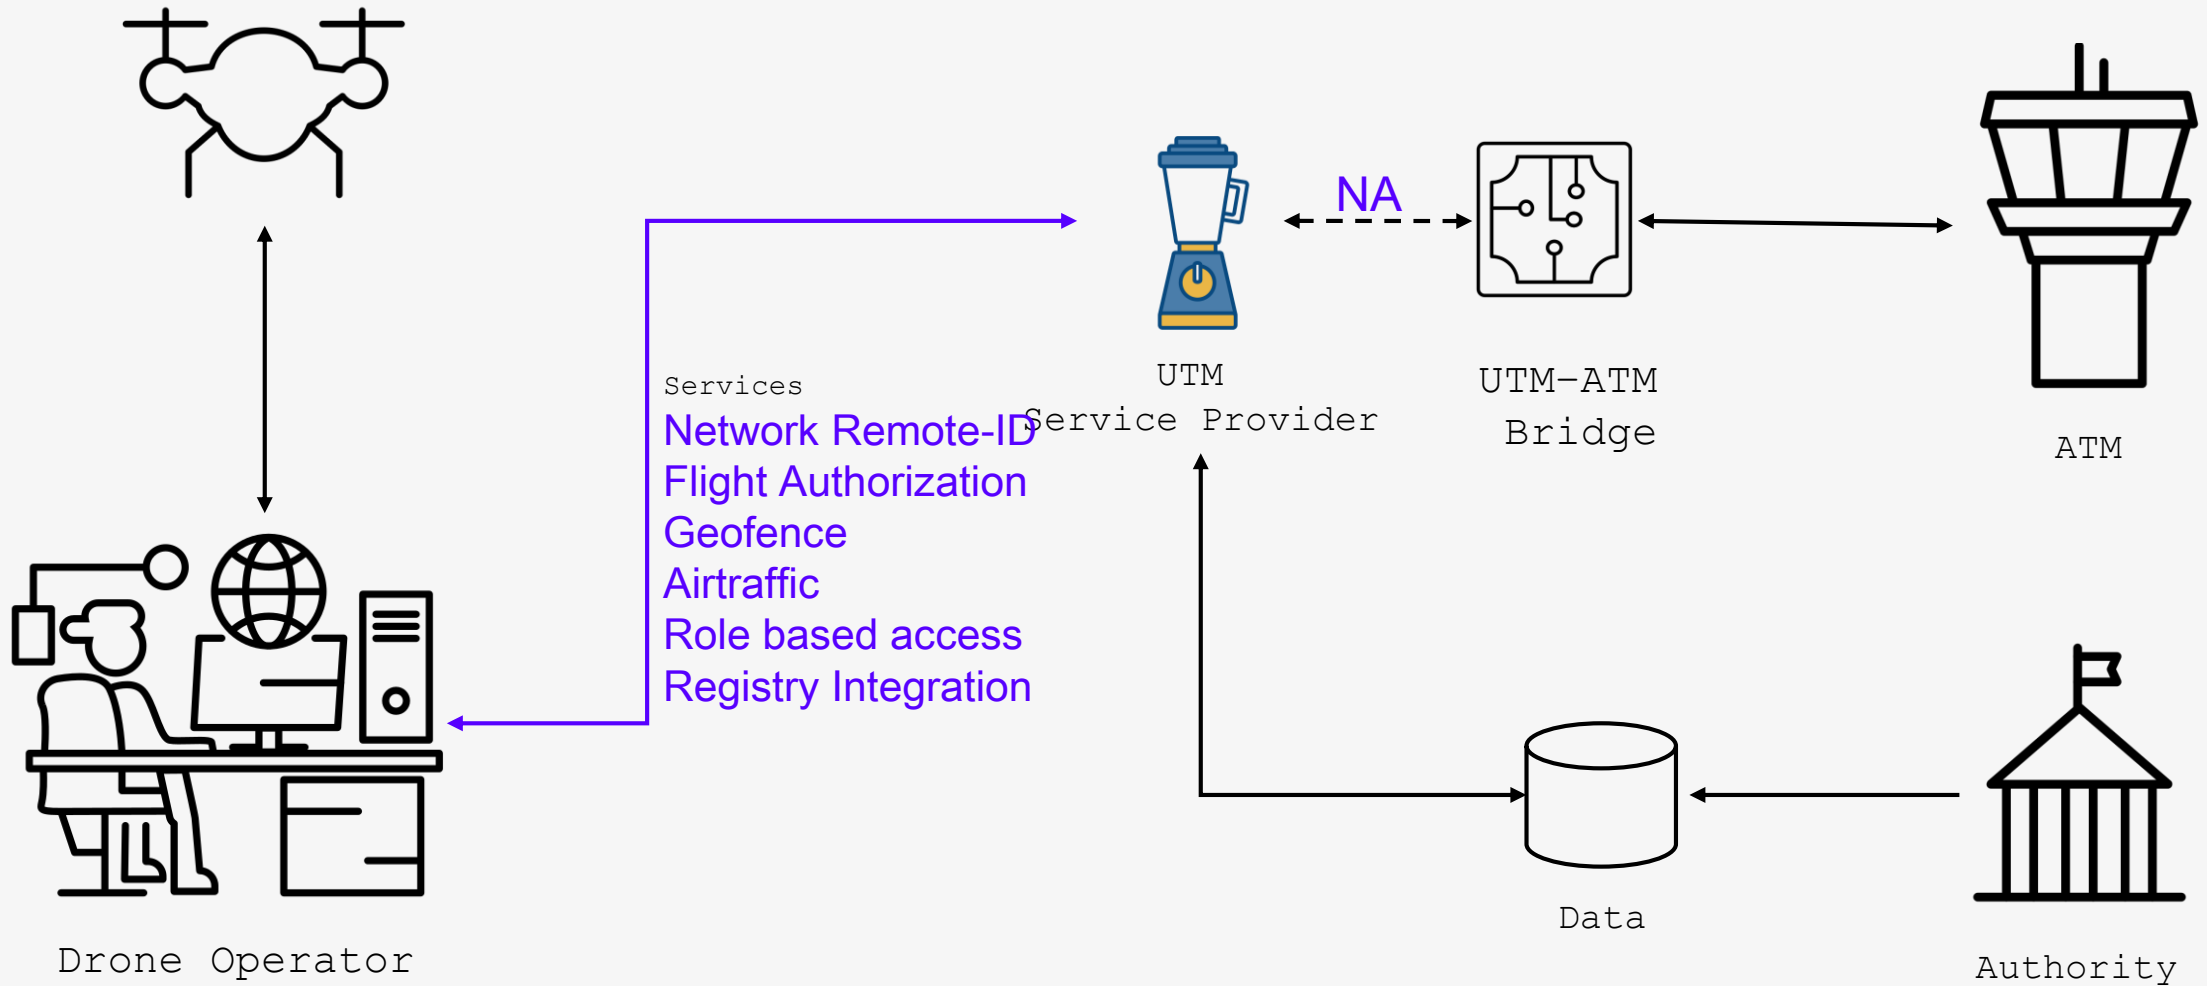 NA
Services
Network Remote-ID
Flight Authorization
Geofence
Airtraffic
Role based access
Registry Integration
UTM
Service Provider
UTM-ATM
Bridge
ATM
Data
Drone Operator
Authority